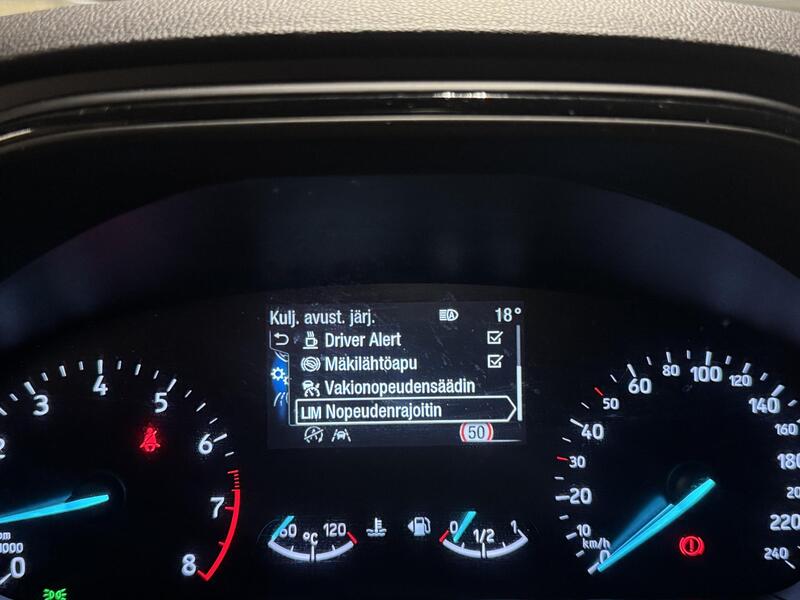 Kulj. avust. järj. 18°
Driver Alert
Mäkilähtöapu
Vakionopeudensäädin
LIM Nopeudenrajoitin
50
2 3 4 5 6 7 8
0
1000
60 °C 120
0 1/2 1
0 10 20 30 40 50 60 80 100 120 140 160 180 220 240
km/h